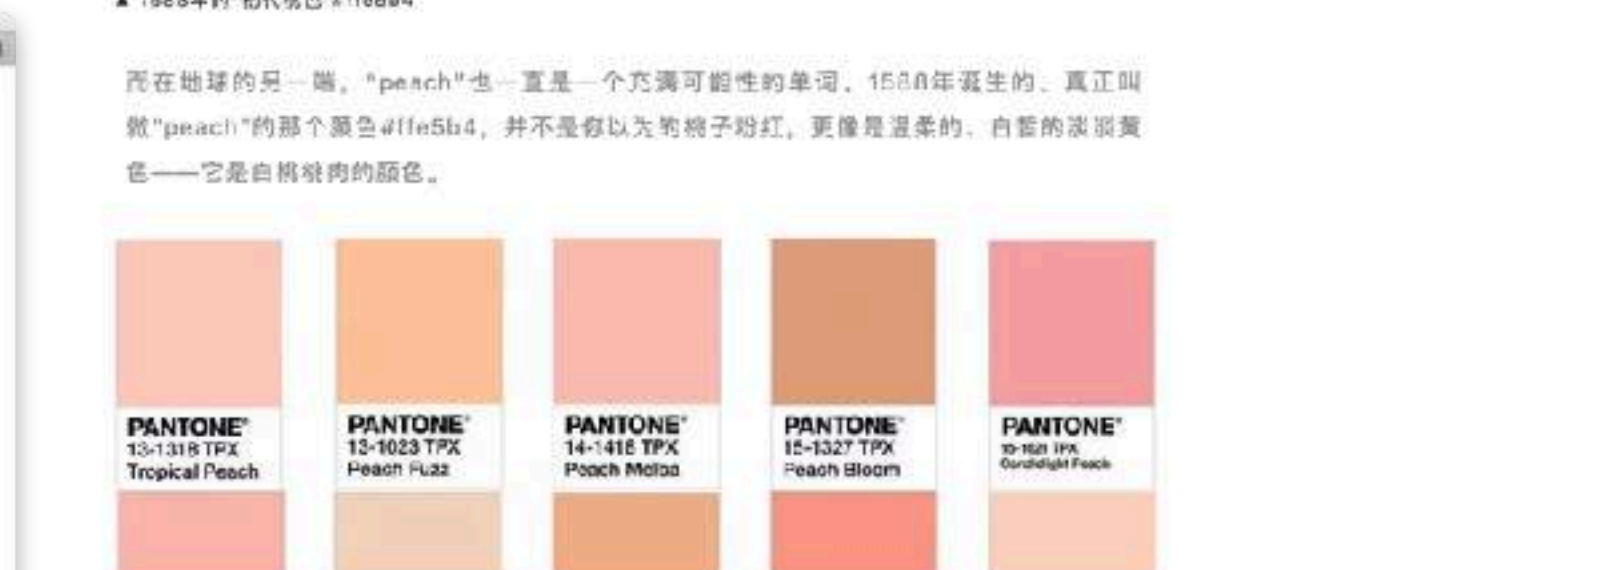 而在地球的另一端，"peach"也一直是一个充满可能性的单词，1588年诞生的、真正叫
做"peach"的那个颜色#ffe5b4，并不是你以为的桃子粉红，更像是温柔的、白皙的淡淡黄
色——它是白桃桃肉的颜色。
PANTONE®
13-1318 TPX
Tropical Peach
PANTONE®
13-1023 TPX
Peach Fuzz
PANTONE®
14-1418 TPX
Peach Melba
PANTONE®
15-1327 TPX
Peach Bloom
PANTONE®
TPX
Candlelight Peach